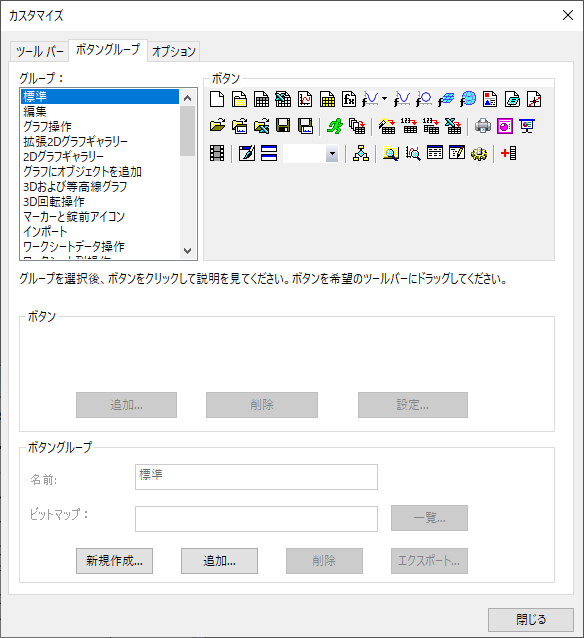 カスタマイズ
ツール バー ボタングループ オプション
グループ：
標準
編集
グラフ操作
拡張2Dグラフギャラリー
2Dグラフギャラリー
グラフにオブジェクトを追加
3Dおよび等高線グラフ
3D回転操作
マーカーと錠前アイコン
インポート
ワークシートデータ操作
ボタン
グループを選択後、ボタンをクリックして説明を見てください。ボタンを希望のツールバーにドラッグしてください。
ボタン
追加... 削除 設定...
ボタングループ
名前: 標準
ビットマップ： 一覧...
新規作成... 追加... 削除 エクスポート...
閉じる